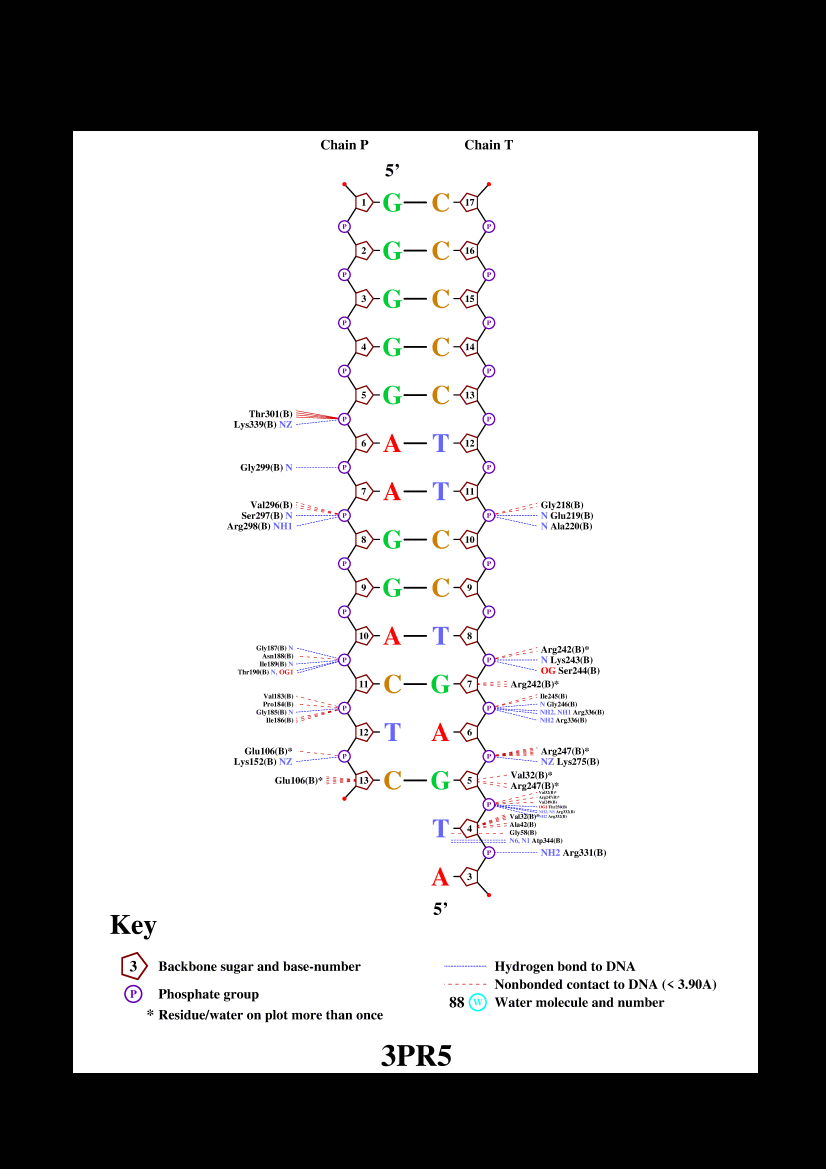 Chain P Chain T
5’
1 G C 17
P P
2 G C 16
P P
3 G C 15
P P
4 G C 14
P P
5 G C 13
Thr301(B)
P P
Lys339(B) NZ
6 A T 12
Gly299(B) N P P
7 A T 11
Val296(B) Gly218(B)
Ser297(B) N P P N Glu219(B)
Arg298(B) NH1 N Ala220(B)
8 G C 10
P P
9 G C 9
P P
10 A T 8
Gly187(B) N Arg242(B)*
Asn188(B) P P N Lys243(B)
Ile189(B) N OG Ser244(B)
Thr190(B) N, OG1
11 C G 7 Arg242(B)*
Val183(B) Ile245(B)
Pro184(B) N Gly246(B)
P P
Gly185(B) N NH2, NH1 Arg336(B)
Ile186(B) NH2 Arg336(B)
12 T A 6
Glu106(B)* Arg247(B)*
P P
Lys152(B) NZ NZ Lys275(B)
Val32(B)*
Glu106(B)* 13 C G 5
Arg247(B)*
P
Val32(B)*
T 4 Ala42(B)
Gly58(B)
N6, N1 Atp344(B)
P NH2 Arg331(B)
A 3
5’
Key
3 Backbone sugar and base-number Hydrogen bond to DNA
Nonbonded contact to DNA (< 3.90A)
P Phosphate group 88 W Water molecule and number
* Residue/water on plot more than once
3PR5